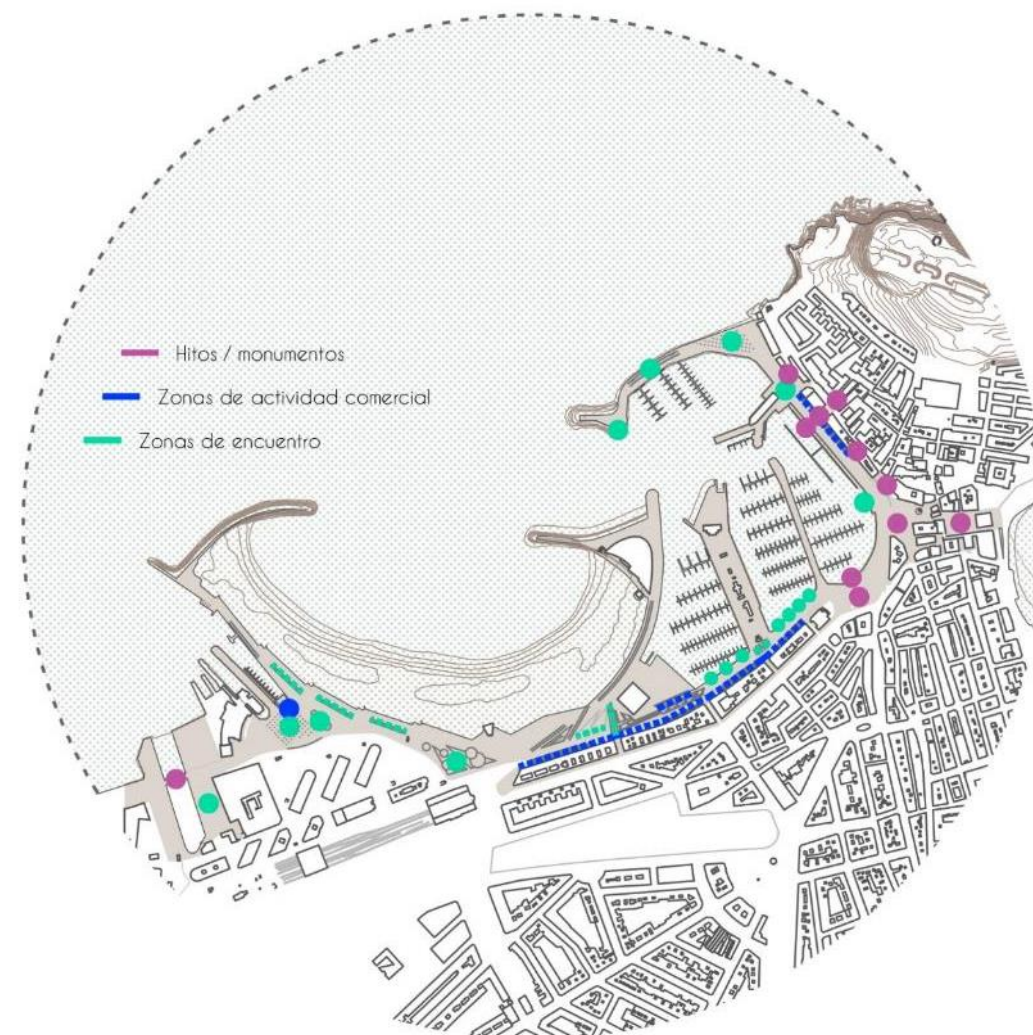 Hitos / monumentos
Zonas de actividad comercial
Zonas de encuentro